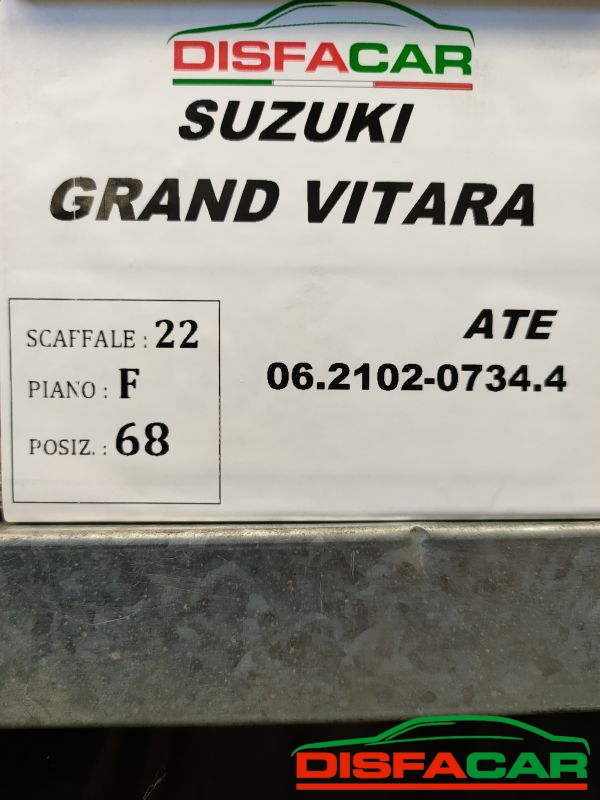 DISFACAR
SUZUKI
GRAND VITARA
SCAFFALE : 22
PIANO : F
POSIZ. : 68
ATE
06.2102-0734.4
DISFACAR